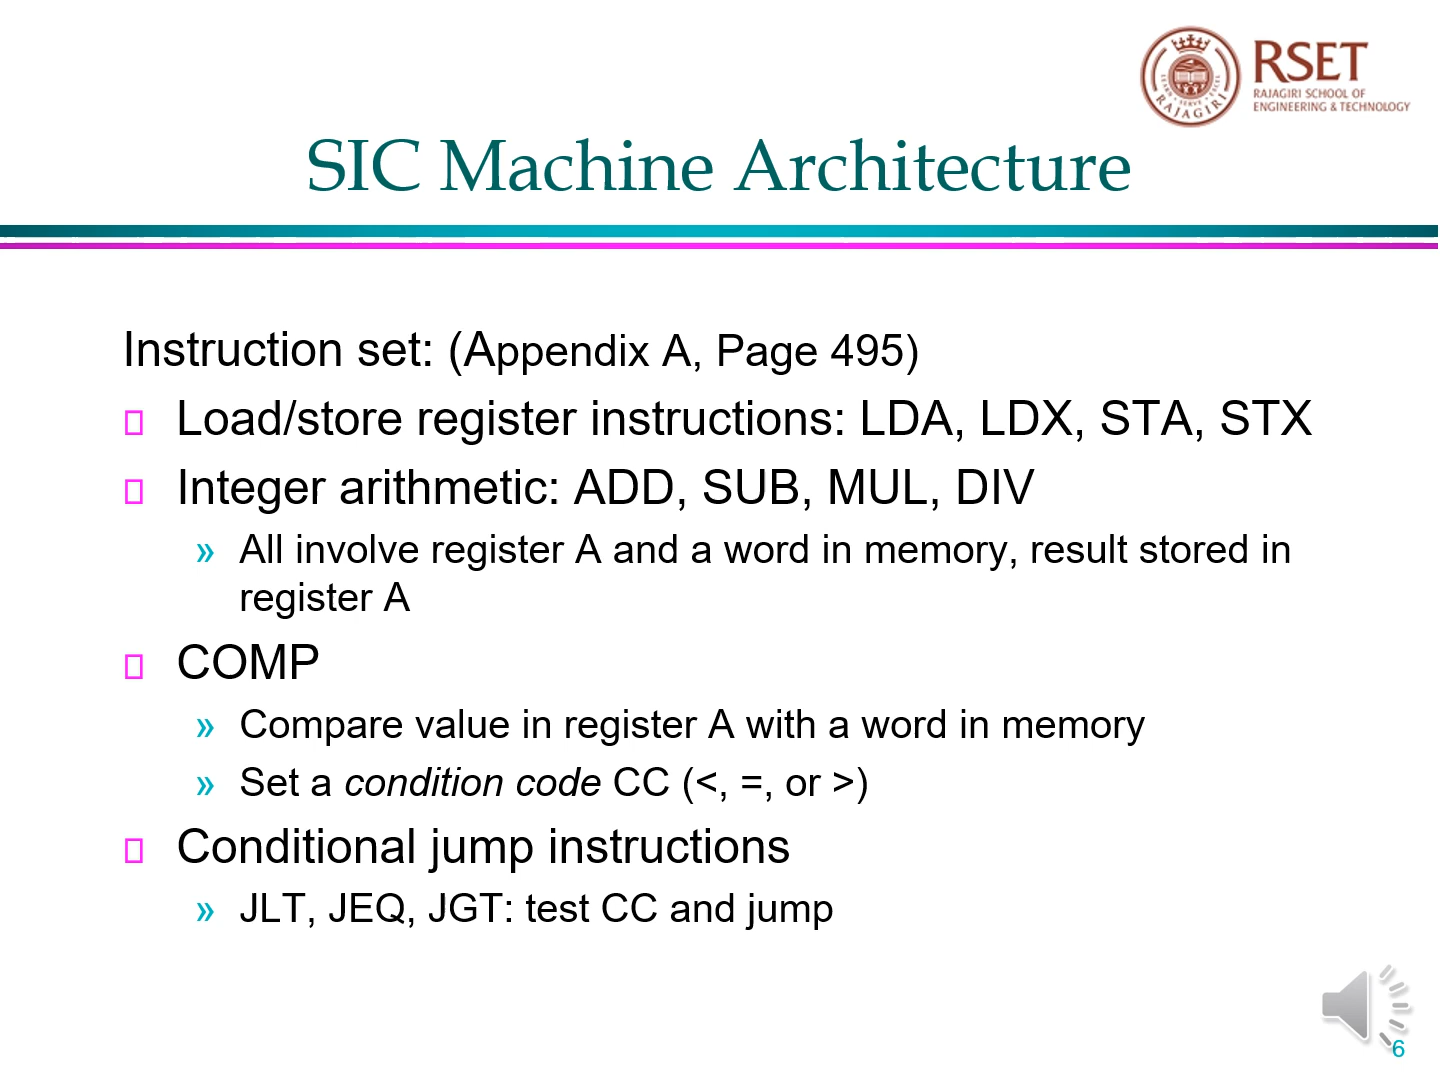 RSET
RAJAGIRI SCHOOL OF
ENGINEERING & TECHNOLOGY
RAJAGIRI
SIC Machine Architecture
Instruction set: (Appendix A, Page 495)
Load/store register instructions: LDA, LDX, STA, STX
Integer arithmetic: ADD, SUB, MUL, DIV
» All involve register A and a word in memory, result stored in
register A
COMP
» Compare value in register A with a word in memory
» Set a condition code CC (<, =, or >)
Conditional jump instructions
» JLT, JEQ, JGT: test CC and jump
6